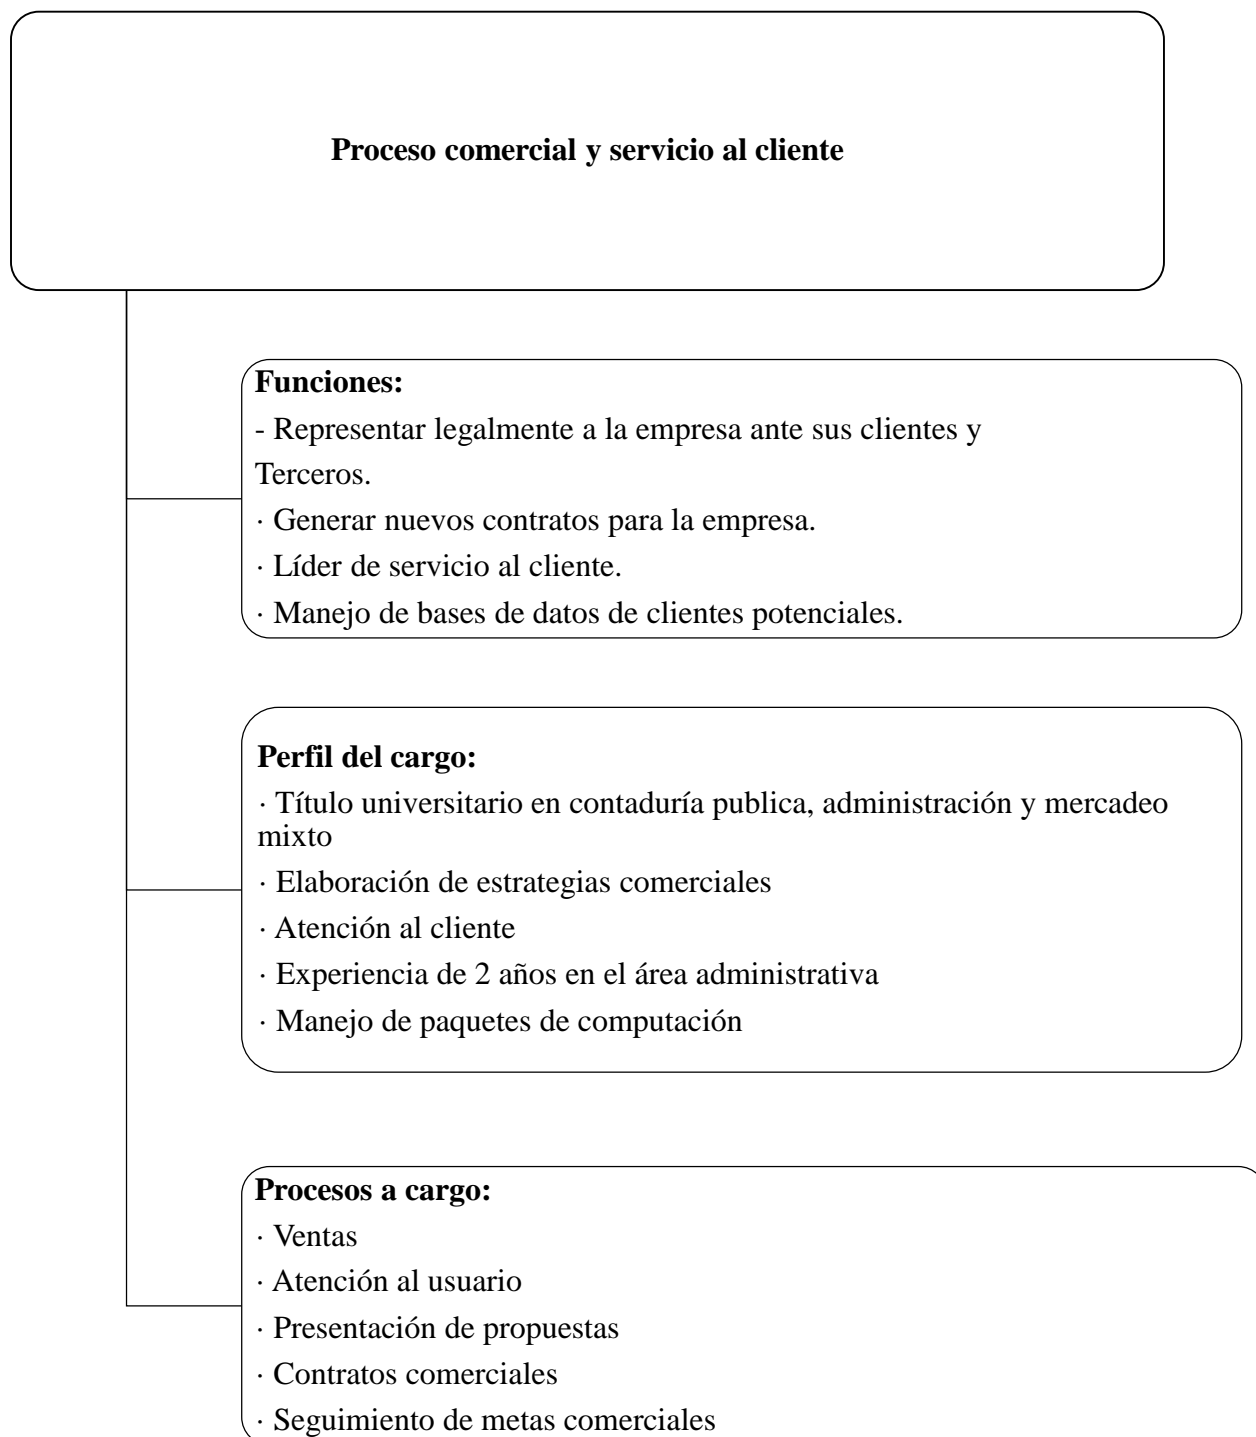 Proceso comercial y servicio al cliente
Funciones:
- Representar legalmente a la empresa ante sus clientes y
Terceros.
· Generar nuevos contratos para la empresa.
· Líder de servicio al cliente.
· Manejo de bases de datos de clientes potenciales.
Perfil del cargo:
· Título universitario en contaduría publica, administración y mercadeo
mixto
· Elaboración de estrategias comerciales
· Atención al cliente
· Experiencia de 2 años en el área administrativa
· Manejo de paquetes de computación
Procesos a cargo:
· Ventas
· Atención al usuario
· Presentación de propuestas
· Contratos comerciales
· Seguimiento de metas comerciales